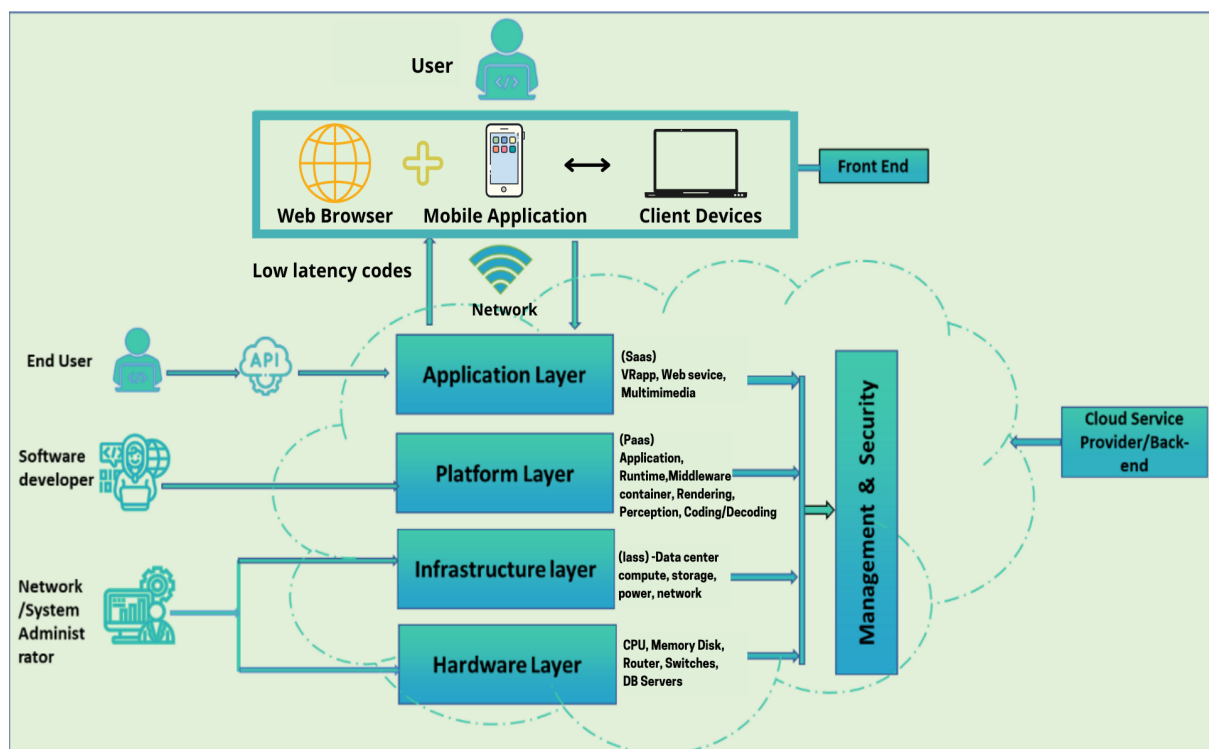 User
Web Browser
Mobile Application
Client Devices
Front End
Low latency codes
Network
End User
API
Application Layer
(Saas)
VRapp, Web sevice,
Multimimedia
Software
developer
Platform Layer
(Paas)
Application,
Runtime,Middleware
container, Rendering,
Perception, Coding/Decoding
Network
/System
Administ
rator
Infrastructure layer
(Iass) -Data center
compute, storage,
power, network
Hardware Layer
CPU, Memory Disk,
Router, Switches,
DB Servers
Management & Security
Cloud Service
Provider/Back-
end